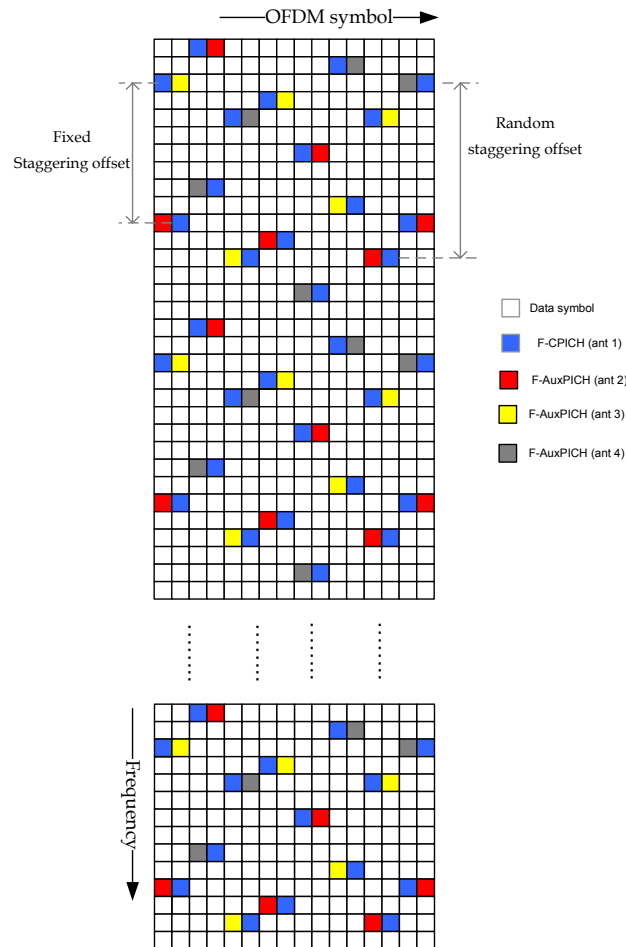 OFDM symbol
Fixed
Staggering offset
Random
staggering offset
Data symbol
F-CPICH (ant 1)
F-AuxPICH (ant 2)
F-AuxPICH (ant 3)
F-AuxPICH (ant 4)
Frequency